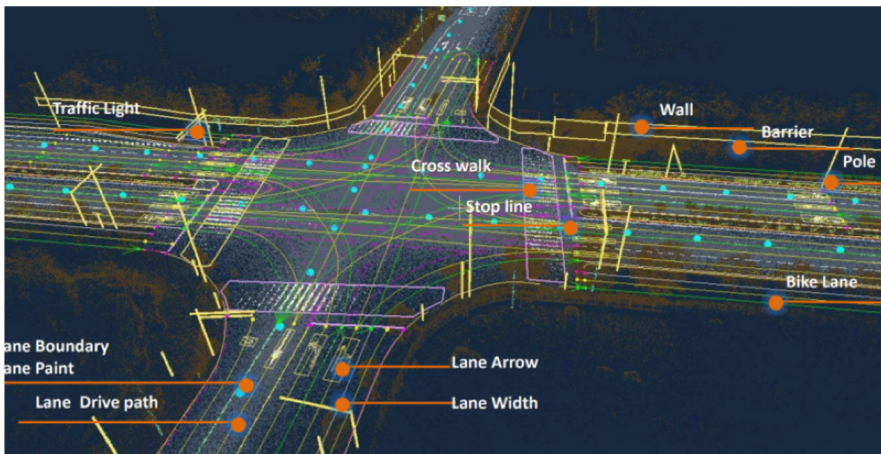 Traffic Light
Wall
Barrier
Pole
Cross walk
Stop line
Bike Lane
ane Boundary
ane Paint
Lane Drive path
Lane Arrow
Lane Width